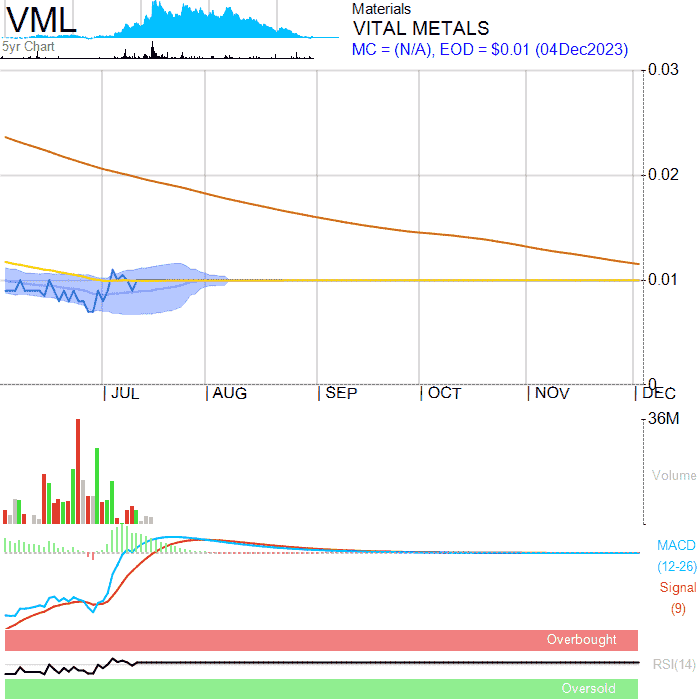 VML
5yr Chart
Materials
VITAL METALS
MC = (N/A), EOD = $0.01 (04Dec2023)
0.03
0.02
0.01
0
JUL AUG SEP OCT NOV DEC
36M
Volume
MACD
(12-26)
Signal
(9)
Overbought
RSI(14)
Oversold